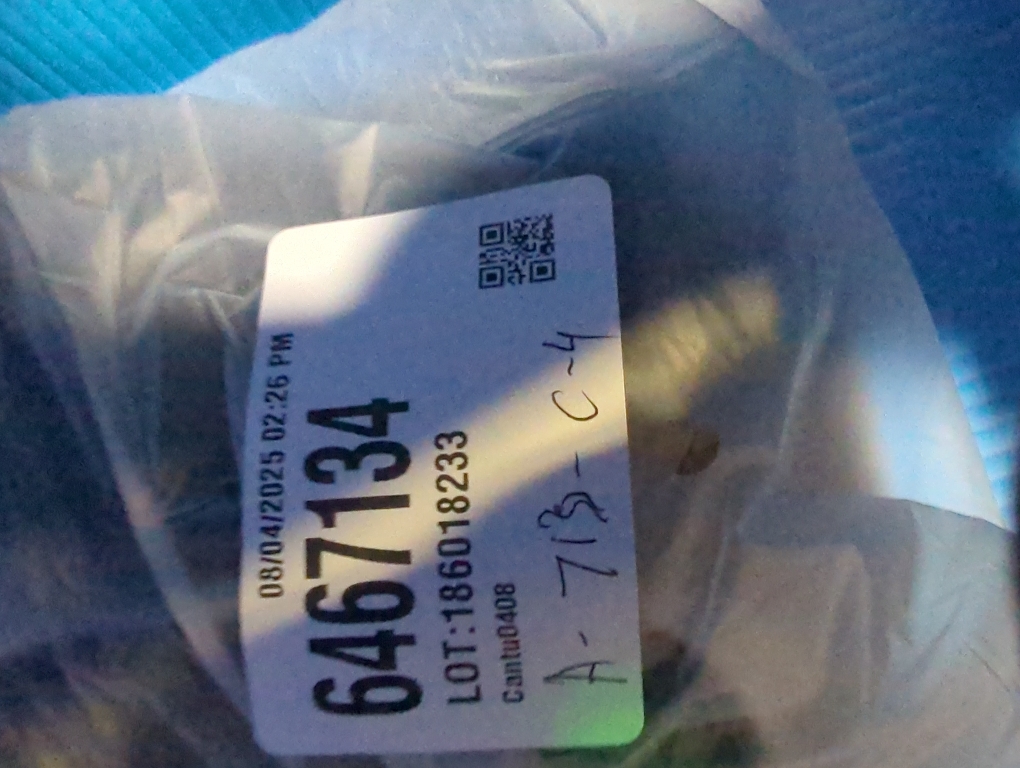 08/04/2025 02:26 PM
6467134
LOT:186018233
Cantu0408
A- 713- C-4